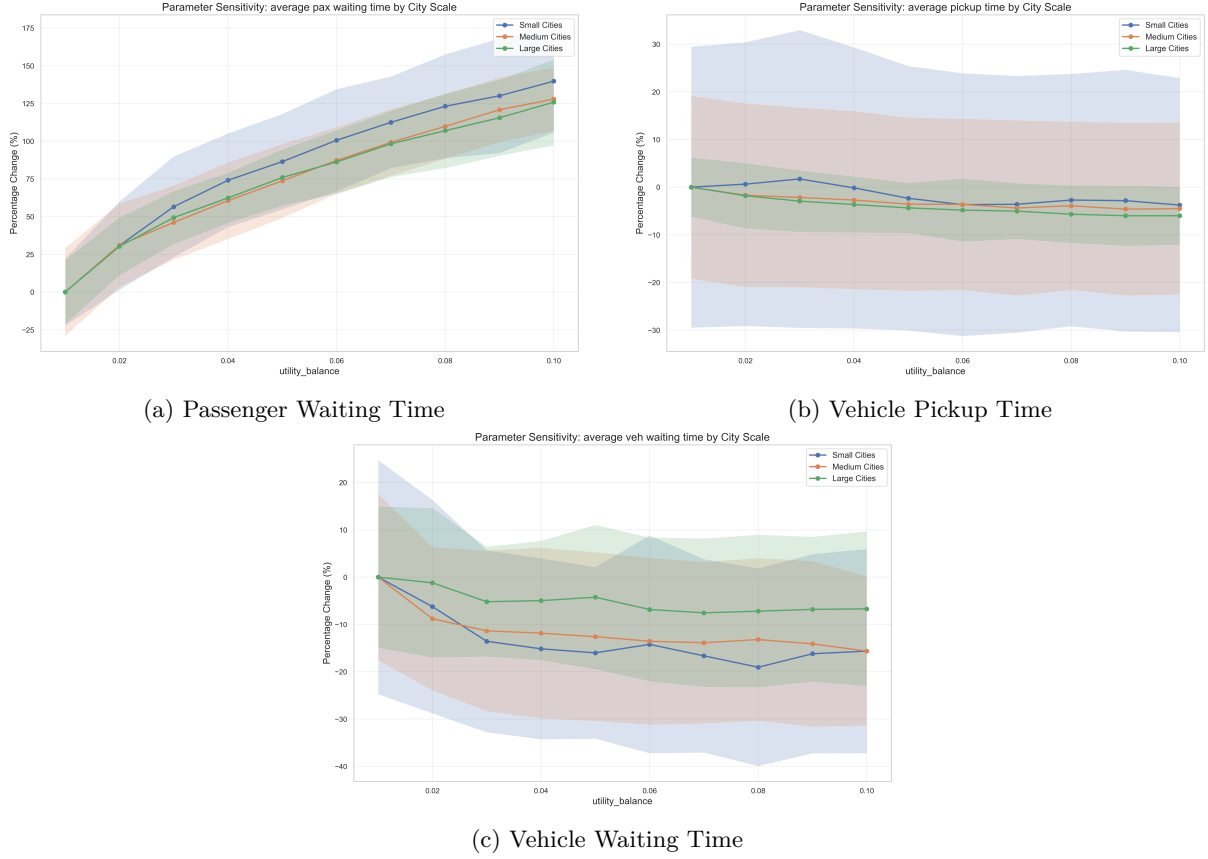 Parameter Sensitivity: average pax waiting time by City Scale
Small Cities
Medium Cities
Large Cities
175
150
125
100
75
50
25
0
−25
Percentage Change (%)
0.02
0.04
0.06
0.08
0.10
utility_balance
(a) Passenger Waiting Time
Parameter Sensitivity: average pickup time by City Scale
Small Cities
Medium Cities
Large Cities
30
20
10
0
−10
−20
−30
Percentage Change (%)
0.02
0.04
0.06
0.08
0.10
utility_balance
(b) Vehicle Pickup Time
Parameter Sensitivity: average veh waiting time by City Scale
Small Cities
Medium Cities
Large Cities
20
10
0
−10
−20
−30
−40
Percentage Change (%)
0.02
0.04
0.06
0.08
0.10
utility_balance
(c) Vehicle Waiting Time